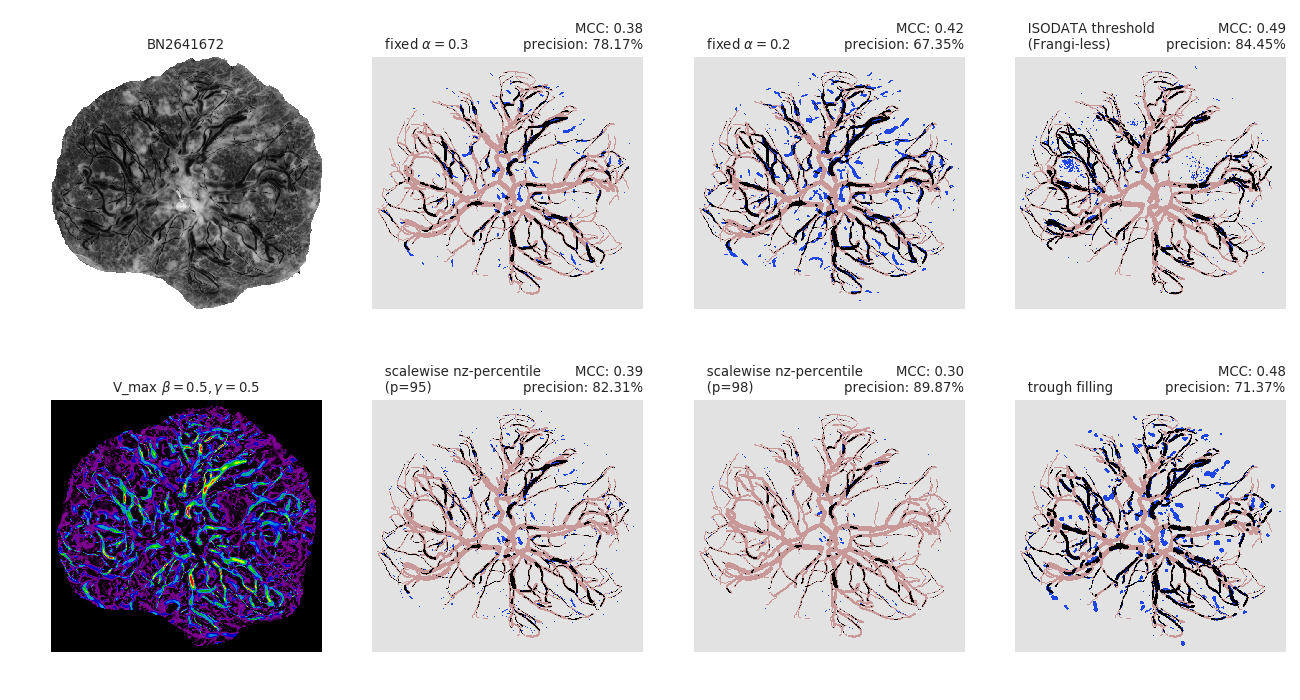 BN2641672
fixed α = 0.3
MCC: 0.38
precision: 78.17%
fixed α = 0.2
MCC: 0.42
precision: 67.35%
ISODATA threshold
(Frangi-less)
MCC: 0.49
precision: 84.45%
V_max β = 0.5, γ = 0.5
scalewise nz-percentile
(p=95)
MCC: 0.39
precision: 82.31%
scalewise nz-percentile
(p=98)
MCC: 0.30
precision: 89.87%
trough filling
MCC: 0.48
precision: 71.37%